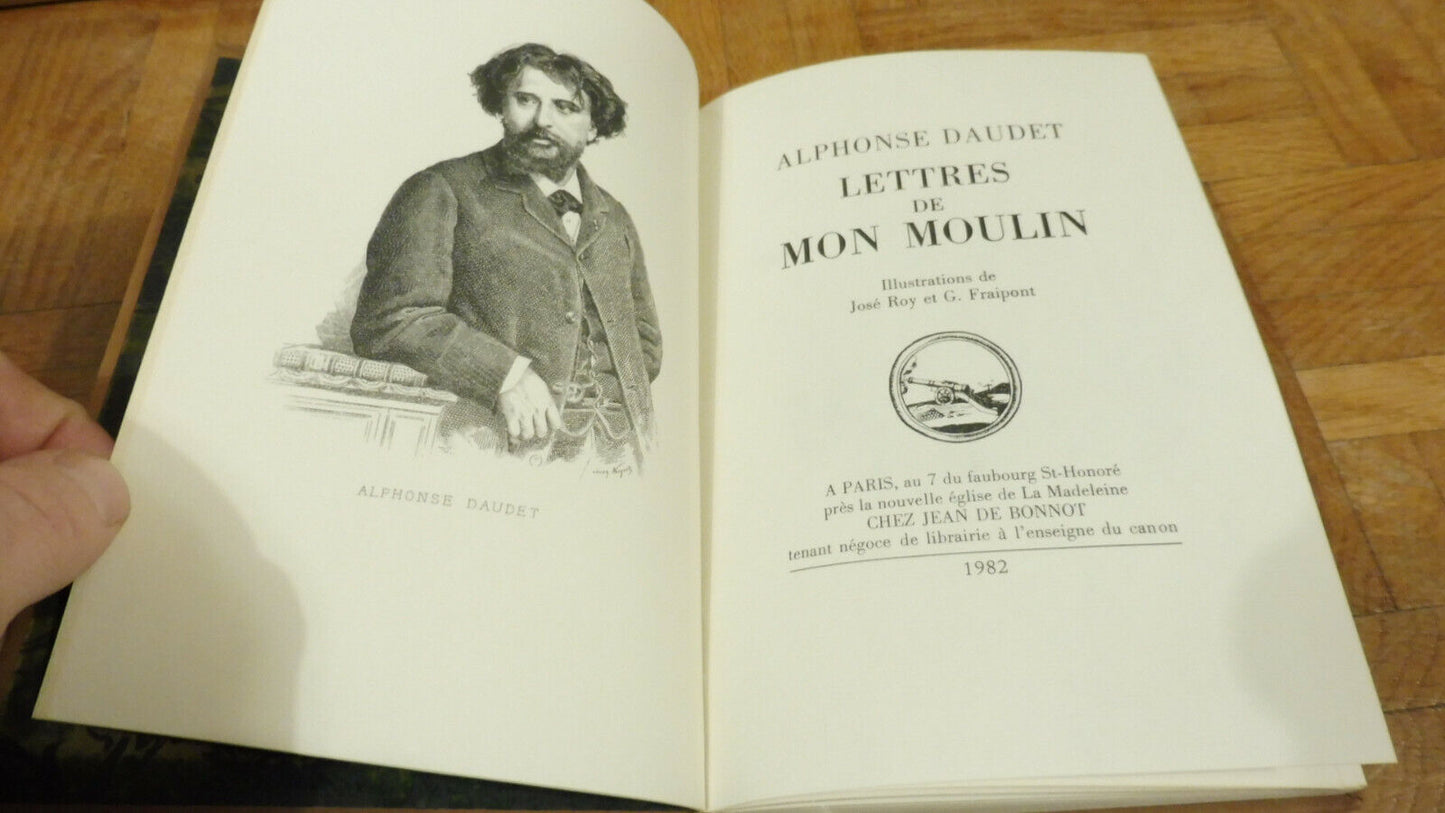 ALPHONSE DAUDET
ALPHONSE DAUDET
LETTRES
DE
MON MOULIN
Illustrations de
José Roy et G. Fraipont
A PARIS, au 7 du faubourg St-Honoré
près la nouvelle église de La Madeleine
CHEZ JEAN DE BONNOT
tenant négoce de librairie à l'enseigne du canon
1982